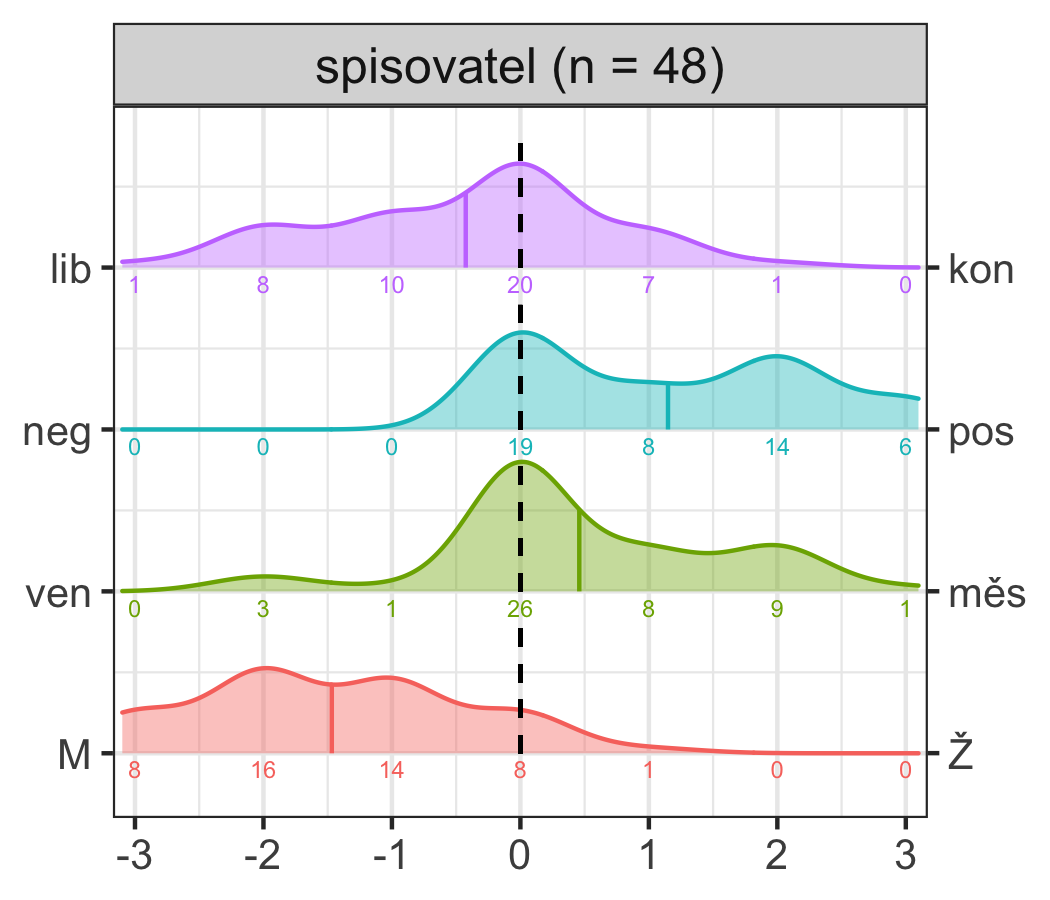 spisovatel (n = 48)
lib kon
1 8 10 20 7 1 0
neg pos
0 0 0 19 8 14 6
ven měs
0 3 1 26 8 9 1
M Ž
8 16 14 8 1 0 0
-3 -2 -1 0 1 2 3